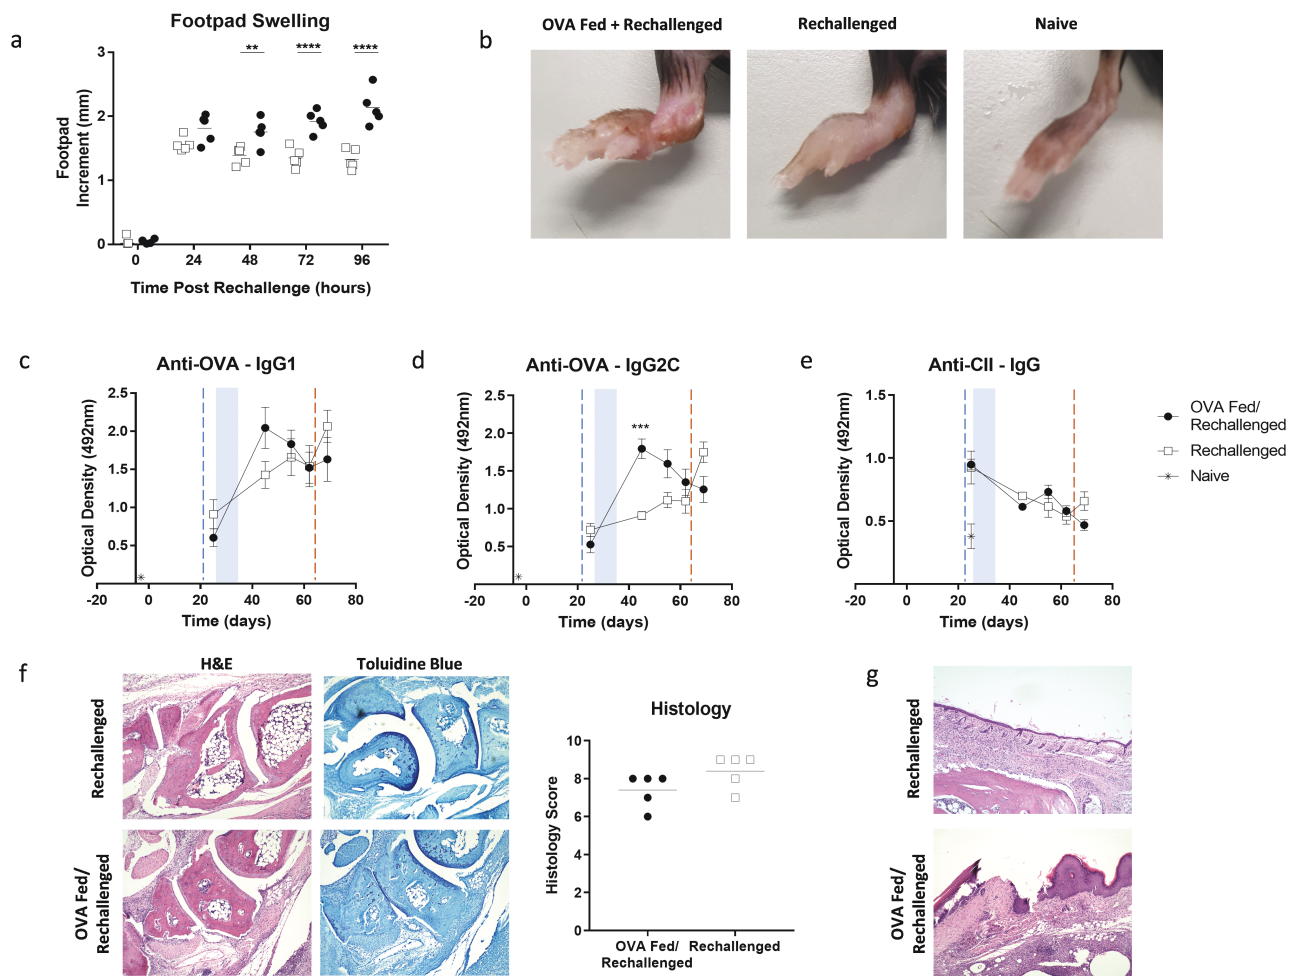 a
Footpad Swelling
** **** ****
Footpad
Increment (mm)
3
2
1
0
0 24 48 72 96
Time Post Rechallenge (hours)
b
OVA Fed + Rechallenged Rechallenged Naive
c
Anti-OVA - IgG1
Optical Density (492nm)
2.5
2.0
1.5
1.0
0.5
-20 0 20 40 60 80
Time (days)
d
Anti-OVA - IgG2C
Optical Density (492nm)
2.5
2.0
1.5
1.0
0.5
***
-20 0 20 40 60 80
Time (days)
e
Anti-CII - IgG
Optical Density (492nm)
1.5
1.0
0.5
-20 0 20 40 60 80
Time (days)
OVA Fed/
Rechallenged
Rechallenged
Naive
f
H&E Toluidine Blue
Rechallenged
OVA Fed/
Rechallenged
Histology
Histology Score
10
8
6
4
2
0
OVA Fed/
Rechallenged
Rechallenged
g
Rechallenged
OVA Fed/
Rechallenged